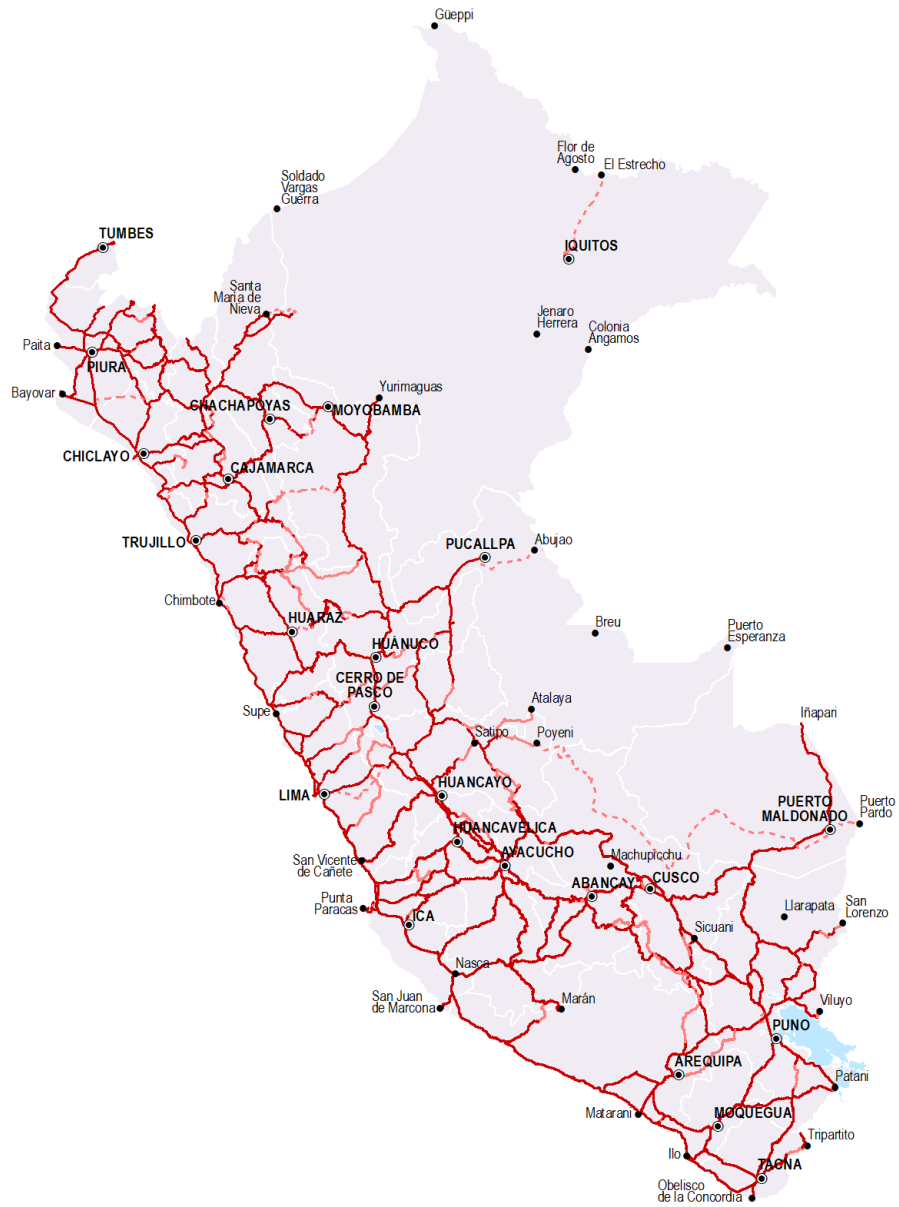 Güeppi
Flor de
Agosto
El Estrecho
Soldado
Vargas
Guerra
TUMBES
IQUITOS
Santa
María de
Nieva
Jenaro
Herrera
Colonia
Angamos
Paita
PIURA
Bayovar
Yurimaguas
CHACHAPOYAS
MOYOBAMBA
CHICLAYO
CAJAMARCA
TRUJILLO
PUCALLPA
Abujao
Chimbote
HUARAZ
Breu
Puerto
Esperanza
HUÁNUCO
CERRO DE
PASCO
Supe
Atalaya
Iñapari
Satipo
Poyeni
LIMA
HUANCAYO
PUERTO
MALDONADO
Puerto
Pardo
HUANCAVELICA
San Vicente
de Cañete
AYACUCHO
Machupicchu
ABANCAY
CUSCO
Punta
Paracas
ICA
Llarapata
San
Lorenzo
Sicuani
Nasca
San Juan
de Marcona
Marán
Viluyo
PUNO
AREQUIPA
Patani
Matarani
MOQUEGUA
Tripartito
Ilo
TACNA
Obelisco
de la Concordia